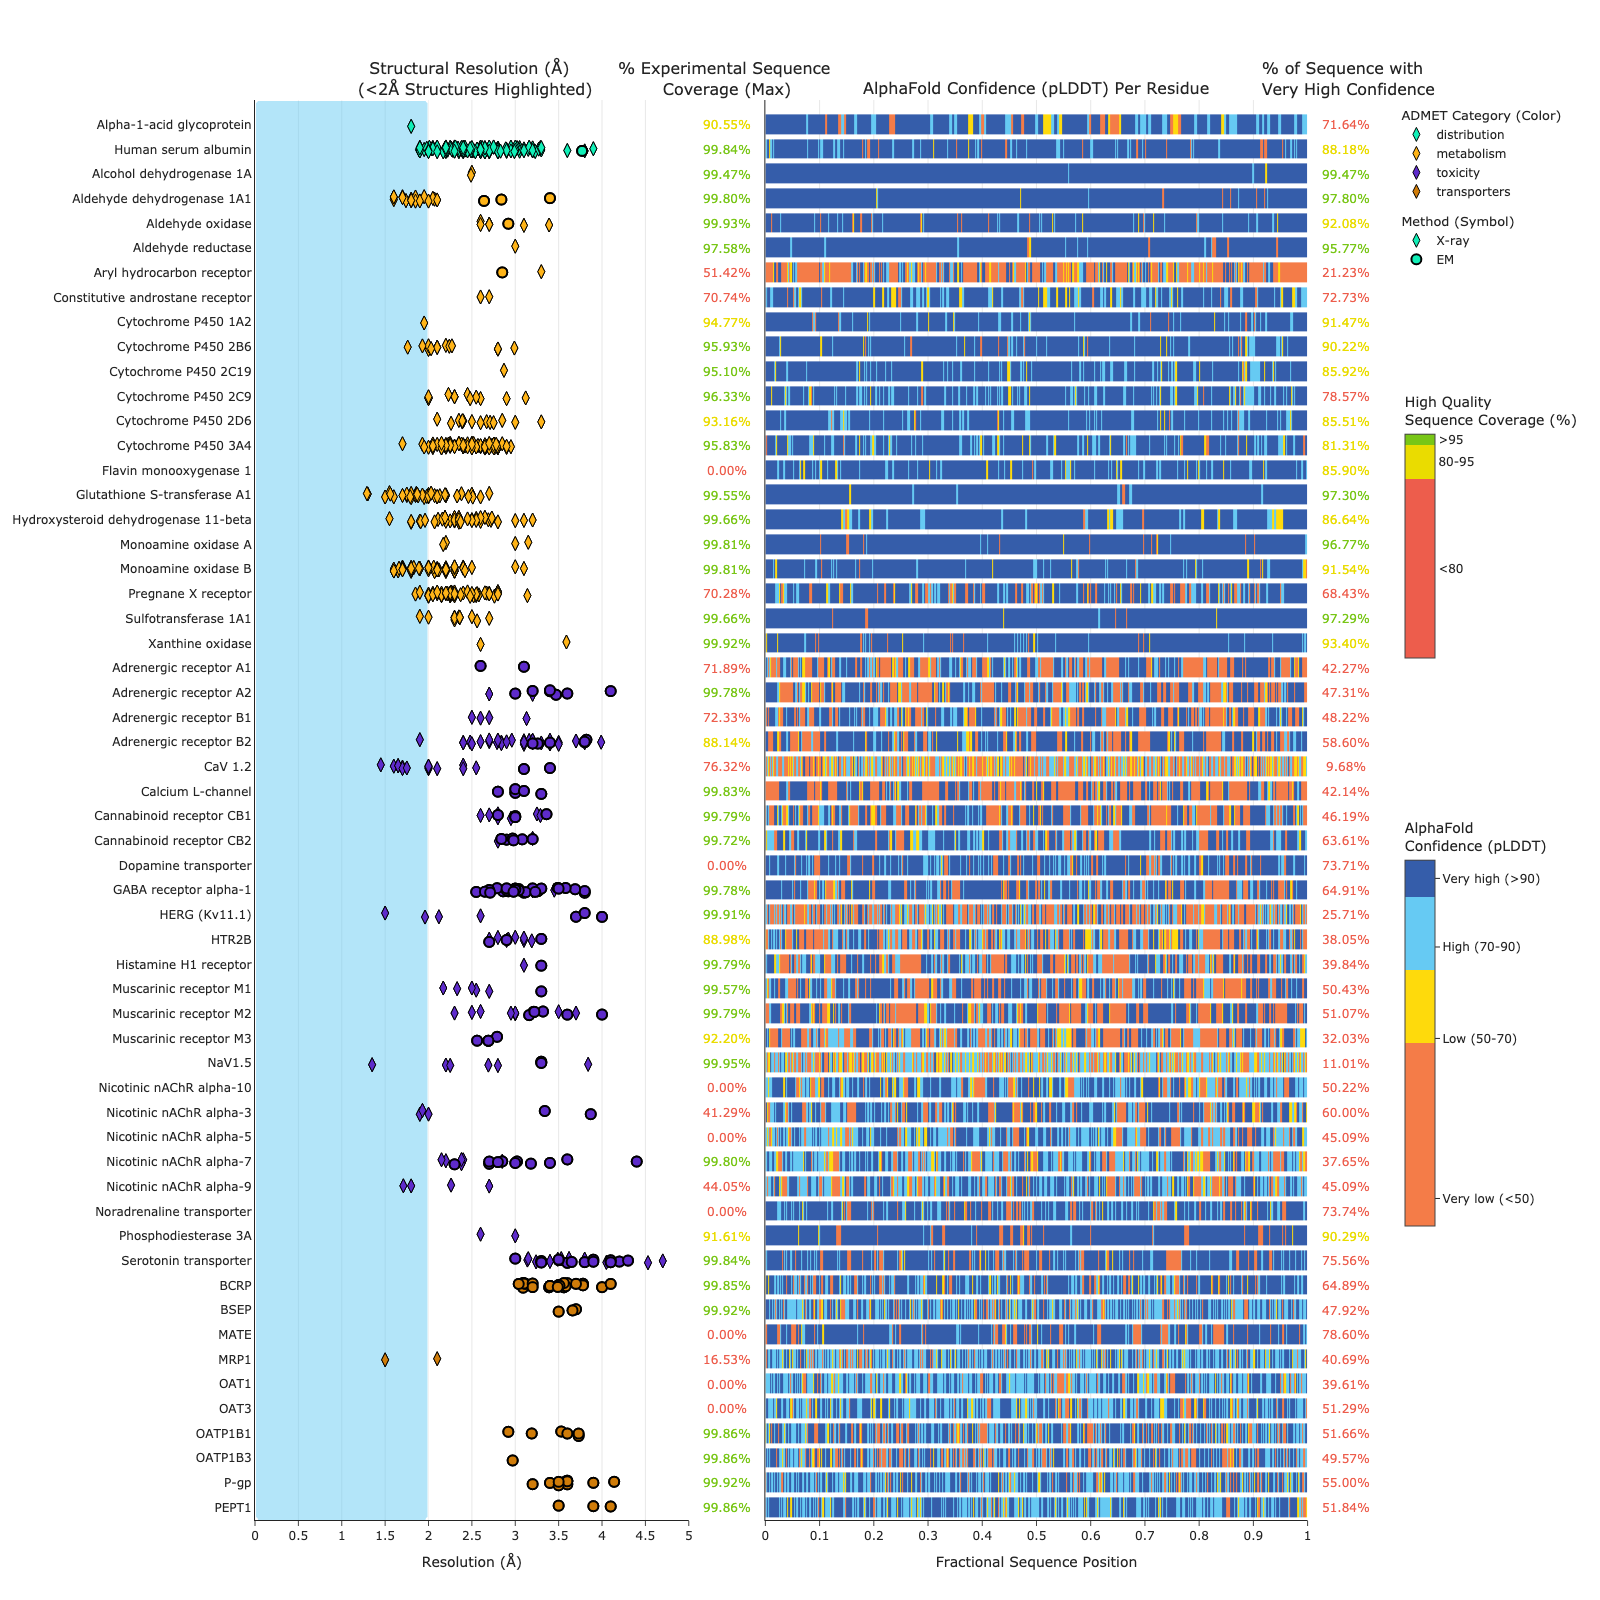 Structural Resolution (Å)
(<2Å Structures Highlighted)
% Experimental Sequence
Coverage (Max)
AlphaFold Confidence (pLDDT) Per Residue
% of Sequence with
Very High Confidence
Alpha-1-acid glycoprotein 90.55% 71.64%
Human serum albumin 99.84% 88.18%
Alcohol dehydrogenase 1A 99.47% 99.47%
Aldehyde dehydrogenase 1A1 99.80% 97.80%
Aldehyde oxidase 99.93% 92.08%
Aldehyde reductase 97.58% 95.77%
Aryl hydrocarbon receptor 51.42% 21.23%
Constitutive androstane receptor 70.74% 72.73%
Cytochrome P450 1A2 94.77% 91.47%
Cytochrome P450 2B6 95.93% 90.22%
Cytochrome P450 2C19 95.10% 85.92%
Cytochrome P450 2C9 96.33% 78.57%
Cytochrome P450 2D6 93.16% 85.51%
Cytochrome P450 3A4 95.83% 81.31%
Flavin monooxygenase 1 0.00% 85.90%
Glutathione S-transferase A1 99.55% 97.30%
Hydroxysteroid dehydrogenase 11-beta 99.66% 86.64%
Monoamine oxidase A 99.81% 96.77%
Monoamine oxidase B 99.81% 91.54%
Pregnane X receptor 70.28% 68.43%
Sulfotransferase 1A1 99.66% 97.29%
Xanthine oxidase 99.92% 93.40%
Adrenergic receptor A1 71.89% 42.27%
Adrenergic receptor A2 99.78% 47.31%
Adrenergic receptor B1 72.33% 48.22%
Adrenergic receptor B2 88.14% 58.60%
CaV 1.2 76.32% 9.68%
Calcium L-channel 99.83% 42.14%
Cannabinoid receptor CB1 99.79% 46.19%
Cannabinoid receptor CB2 99.72% 63.61%
Dopamine transporter 0.00% 73.71%
GABA receptor alpha-1 99.78% 64.91%
HERG (Kv11.1) 99.91% 25.71%
HTR2B 88.98% 38.05%
Histamine H1 receptor 99.79% 39.84%
Muscarinic receptor M1 99.57% 50.43%
Muscarinic receptor M2 99.79% 51.07%
Muscarinic receptor M3 92.20% 32.03%
NaV1.5 99.95% 11.01%
Nicotinic nAChR alpha-10 0.00% 50.22%
Nicotinic nAChR alpha-3 41.29% 60.00%
Nicotinic nAChR alpha-5 0.00% 45.09%
Nicotinic nAChR alpha-7 99.80% 37.65%
Nicotinic nAChR alpha-9 44.05% 45.09%
Noradrenaline transporter 0.00% 73.74%
Phosphodiesterase 3A 91.61% 90.29%
Serotonin transporter 99.84% 75.56%
BCRP 99.85% 64.89%
BSEP 99.92% 47.92%
MATE 0.00% 78.60%
MRP1 16.53% 40.69%
OAT1 0.00% 39.61%
OAT3 0.00% 51.29%
OATP1B1 99.86% 51.66%
OATP1B3 99.86% 49.57%
P-gp 99.92% 55.00%
PEPT1 99.86% 51.84%
0 0.5 1 1.5 2 2.5 3 3.5 4 4.5 5
Resolution (Å)
0 0.1 0.2 0.3 0.4 0.5 0.6 0.7 0.8 0.9 1
Fractional Sequence Position
ADMET Category (Color)
distribution
metabolism
toxicity
transporters
Method (Symbol)
X-ray
EM
High Quality
Sequence Coverage (%)
>95
80-95
<80
AlphaFold
Confidence (pLDDT)
Very high (>90)
High (70-90)
Low (50-70)
Very low (<50)